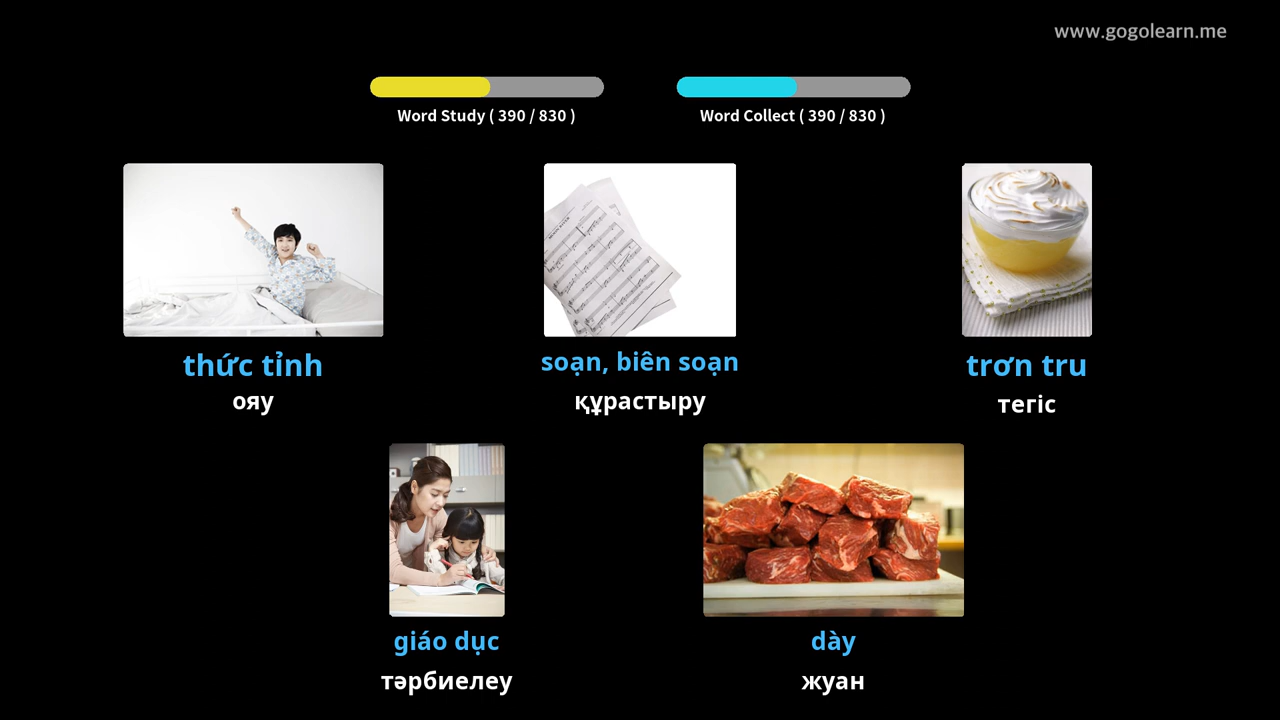 www.gogolearn.me
Word Study ( 390 / 830 )
Word Collect ( 390 / 830 )
thức tỉnh
ояу
soạn, biên soạn
құрастыру
trơn tru
тегіс
giáo dục
тәрбиелеу
dày
жуан